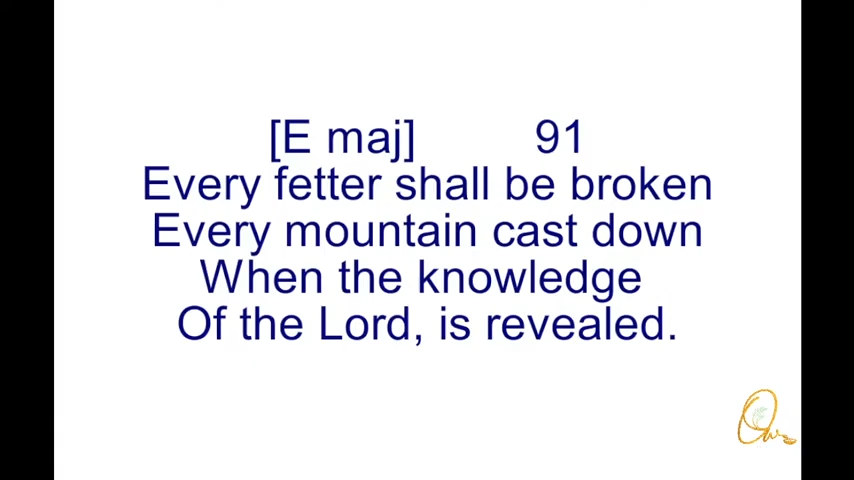 [E maj] 91
Every fetter shall be broken
Every mountain cast down
When the knowledge
Of the Lord, is revealed.